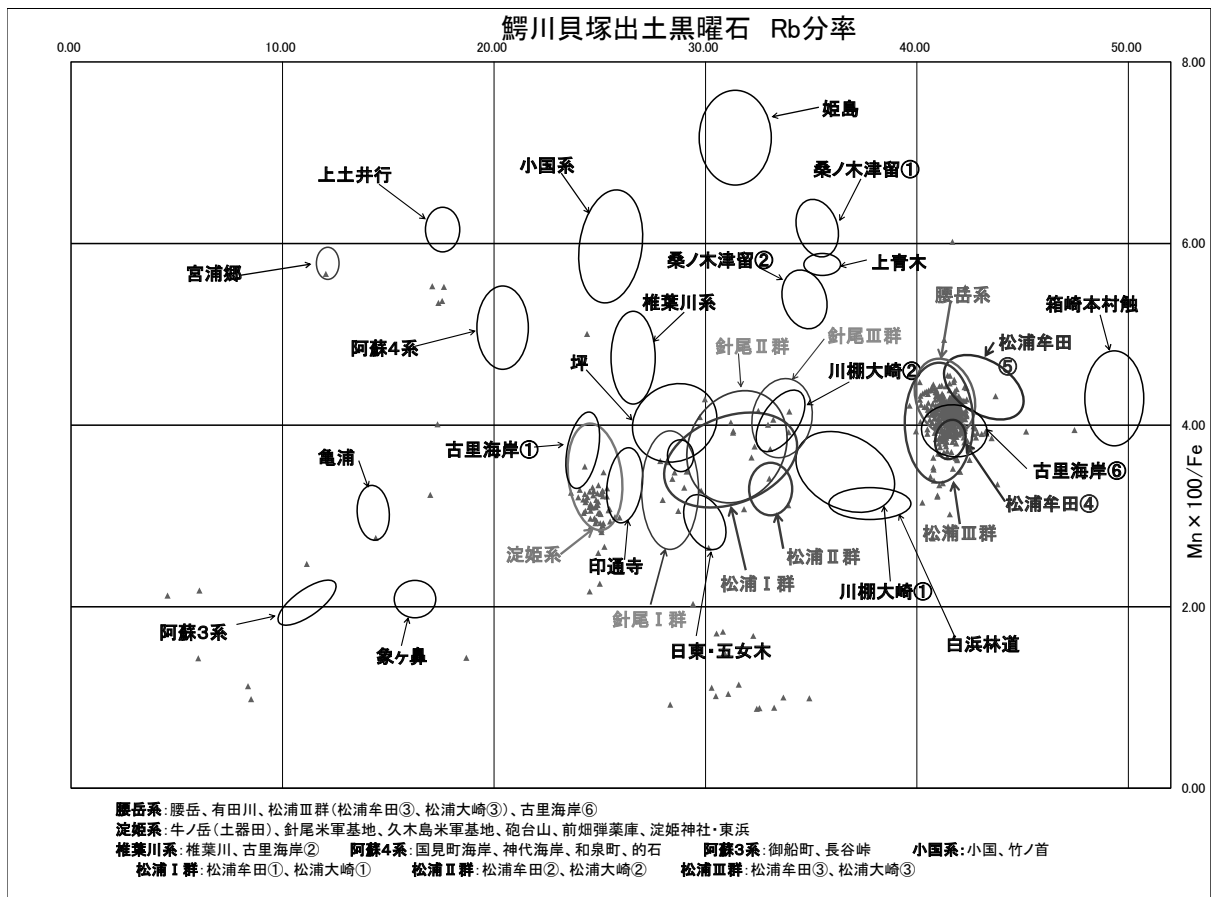 鰐川貝塚出土黒曜石 Rb分率
0.00 10.00 20.00 30.00 40.00 50.00
8.00
姫島
小国系
桑ノ木津留①
上土井行
6.00
宮浦郷
桑ノ木津留②
上青木
腰岳系
箱崎本村触
椎葉川系
針尾Ⅲ群
阿蘇4系
針尾Ⅱ群
松浦牟田
⑤
坪
川棚大崎②
4.00
古里海岸①
亀浦
古里海岸⑥
Mn×100/Fe
松浦牟田④
淀姫系
松浦Ⅲ群
印通寺
松浦Ⅱ群
松浦Ⅰ群
川棚大崎①
2.00
針尾Ⅰ群
阿蘇3系
日東・五女木
白浜林道
象ヶ鼻
0.00
腰岳系:腰岳、有田川、松浦Ⅲ群(松浦牟田③、松浦大崎③)、古里海岸⑥
淀姫系:牛ノ岳(土器田)、針尾米軍基地、久木島米軍基地、砲台山、前畑弾薬庫、淀姫神社・東浜
椎葉川系:椎葉川、古里海岸② 阿蘇4系:国見町海岸、神代海岸、和泉町、的石 阿蘇3系:御船町、長谷峠 小国系:小国、竹ノ首
松浦Ⅰ群:松浦牟田①、松浦大崎① 松浦Ⅱ群:松浦牟田②、松浦大崎② 松浦Ⅲ群:松浦牟田③、松浦大崎③